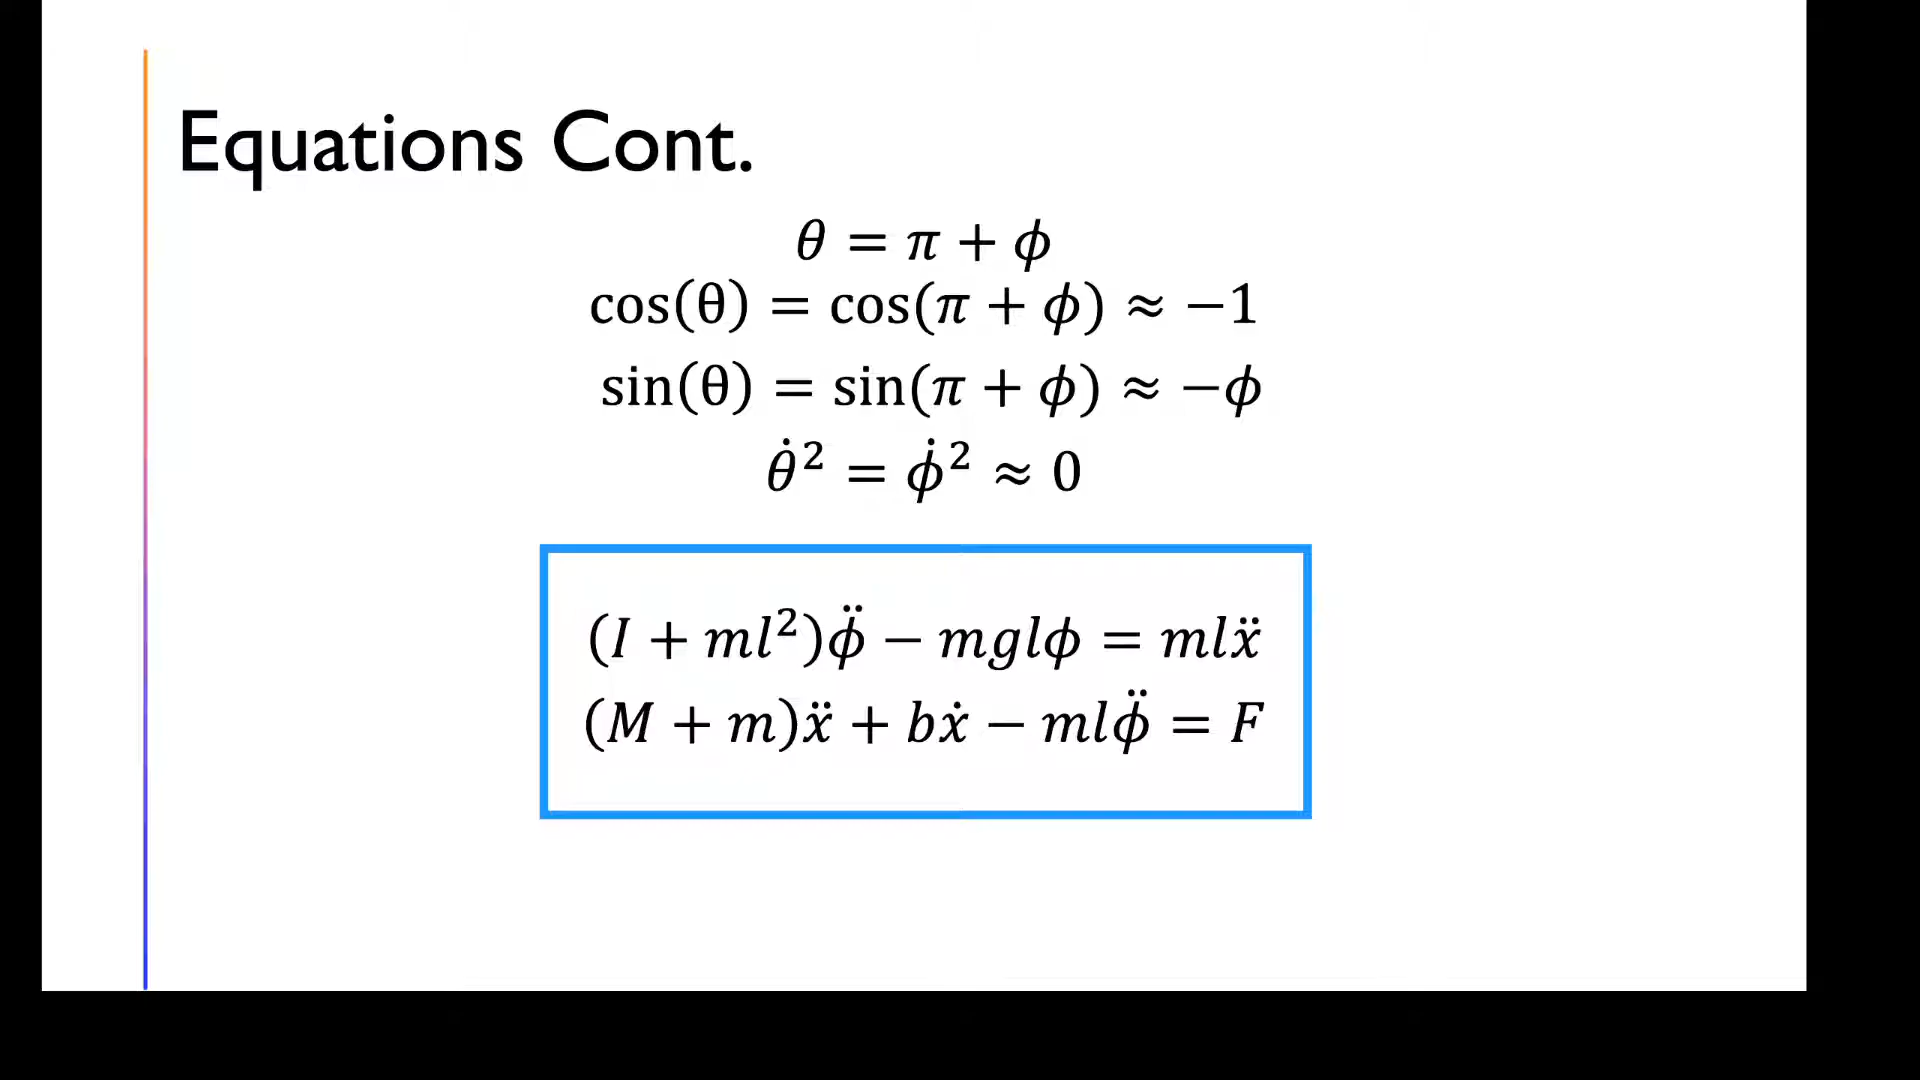 Equations Cont.
θ = π + ϕ
cos(θ) = cos(π + ϕ) ≈ −1
sin(θ) = sin(π + ϕ) ≈ −ϕ
θ̇² = ϕ̇² ≈ 0
(I + ml²)ϕ̈ − mglϕ = mlẍ
(M + m)ẍ + bẋ − mlϕ̈ = F